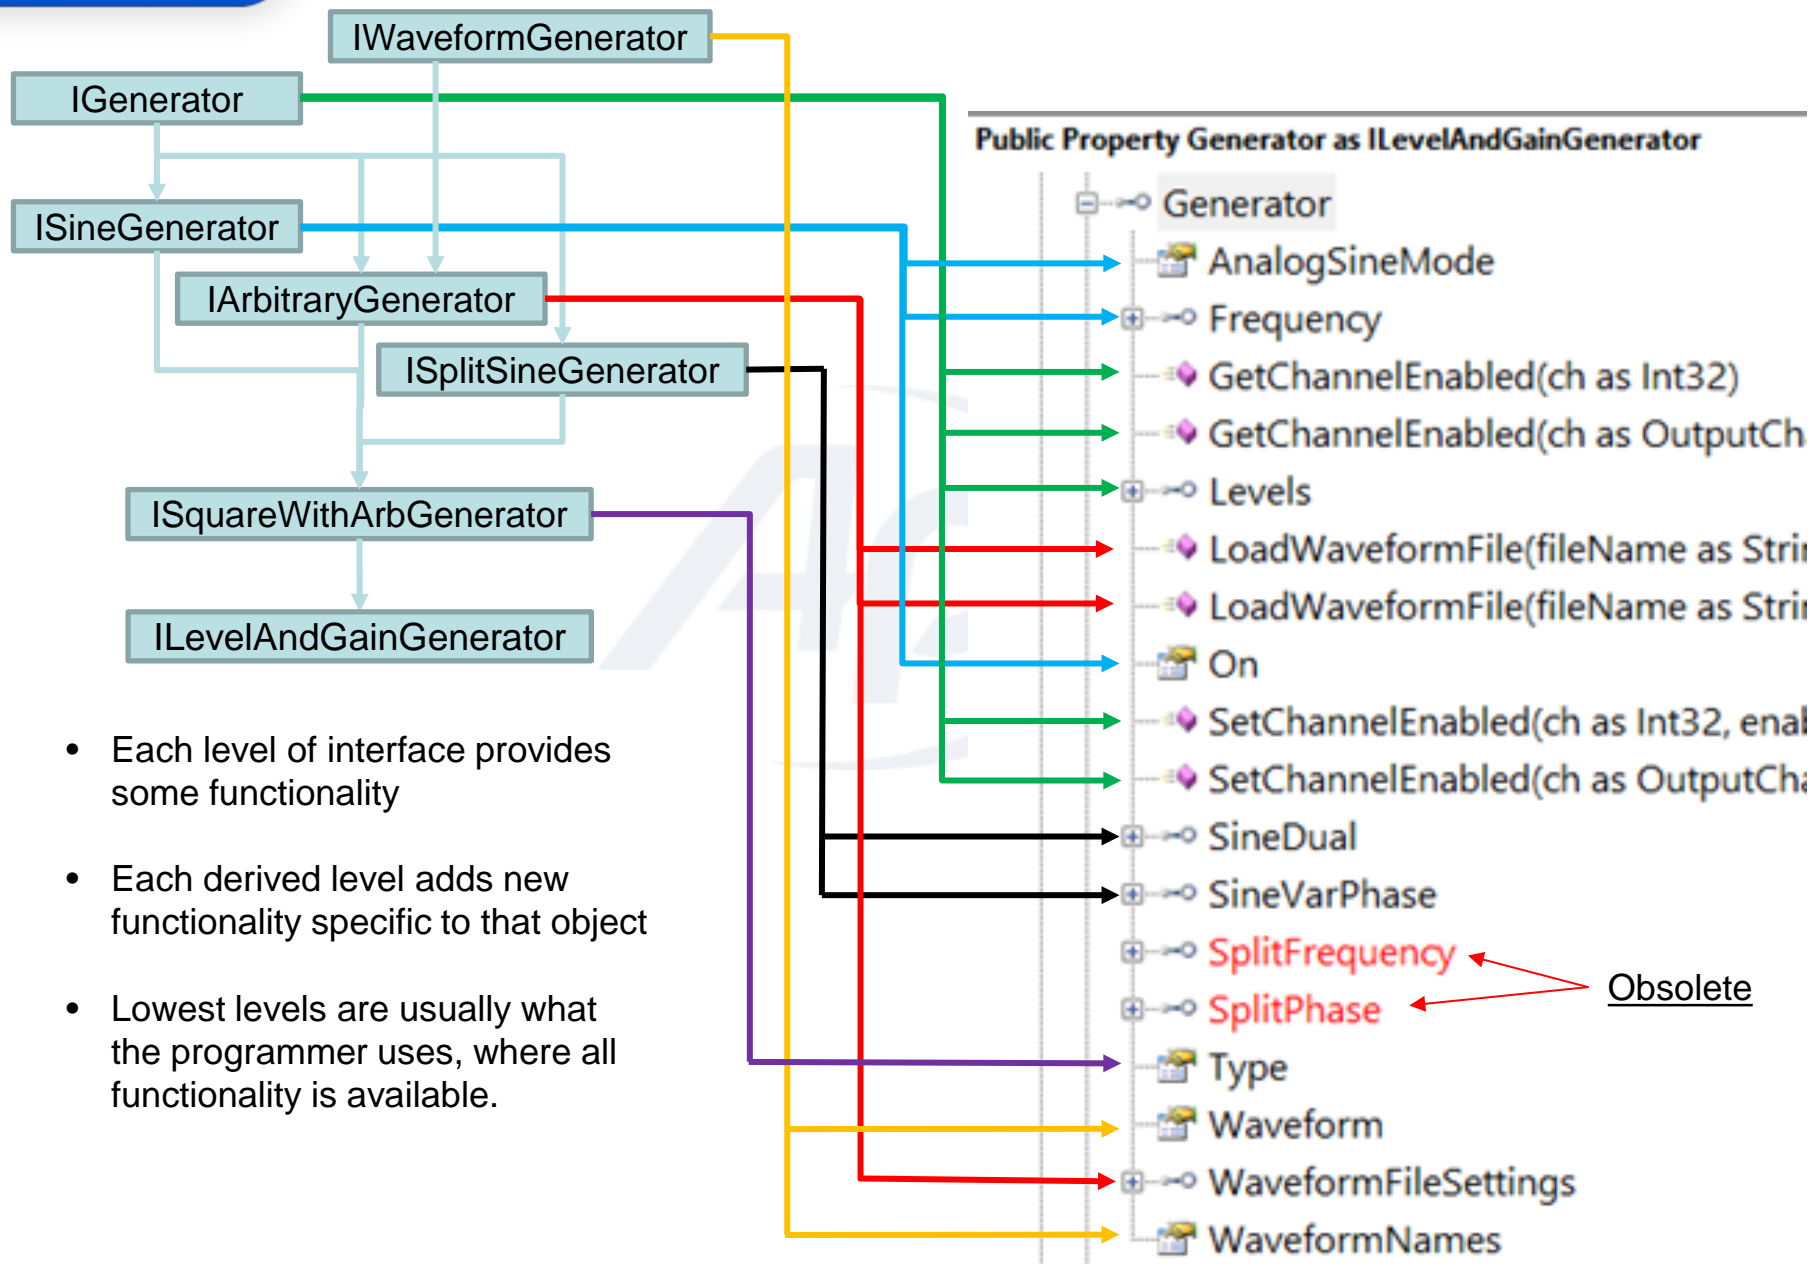 IWaveformGenerator
IGenerator
ISineGenerator
IArbitraryGenerator
ISplitSineGenerator
ISquareWithArbGenerator
ILevelAndGainGenerator
• Each level of interface provides
some functionality
• Each derived level adds new
functionality specific to that object
• Lowest levels are usually what
the programmer uses, where all
functionality is available.
Public Property Generator as ILevelAndGainGenerator
Generator
AnalogSineMode
Frequency
GetChannelEnabled(ch as Int32)
GetChannelEnabled(ch as OutputCh
Levels
LoadWaveformFile(fileName as Stri
LoadWaveformFile(fileName as Stri
On
SetChannelEnabled(ch as Int32, enab
SetChannelEnabled(ch as OutputCha
SineDual
SineVarPhase
SplitFrequency
SplitPhase
Obsolete
Type
Waveform
WaveformFileSettings
WaveformNames